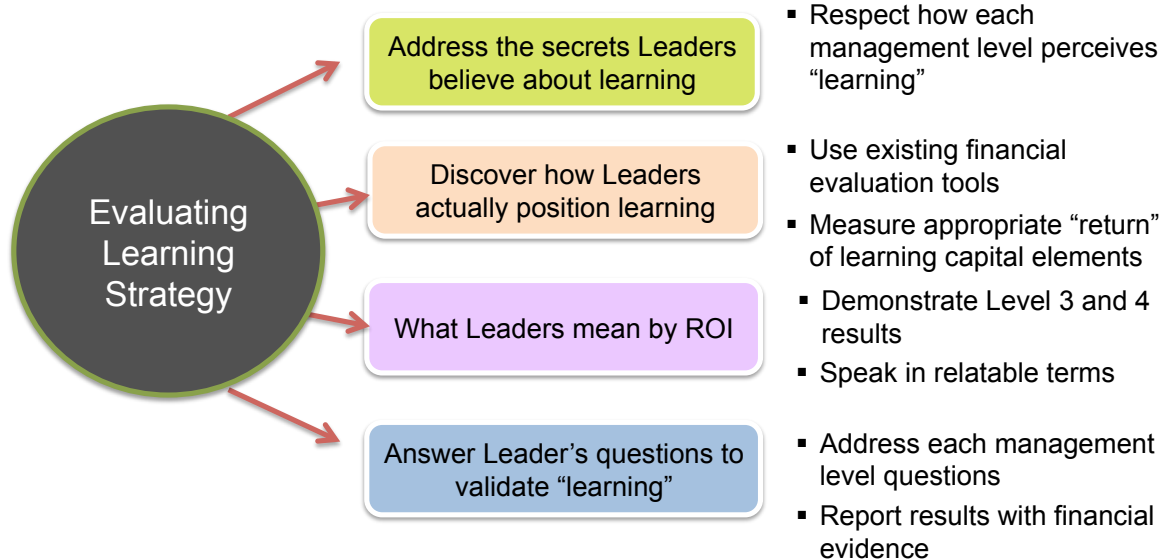 Evaluating
Learning
Strategy
Address the secrets Leaders
believe about learning
▪ Respect how each
management level perceives
“learning”
Discover how Leaders
actually position learning
▪ Use existing financial
evaluation tools
▪ Measure appropriate “return”
of learning capital elements
What Leaders mean by ROI
▪ Demonstrate Level 3 and 4
results
▪ Speak in relatable terms
Answer Leader’s questions to
validate “learning”
▪ Address each management
level questions
▪ Report results with financial
evidence